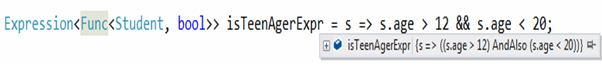 Expression<Func<Student, bool>> isTeenAgerExpr = s => s.age > 12 && s.age < 20;
isTeenAgerExpr {s => ((s.age > 12) AndAlso (s.age < 20))}